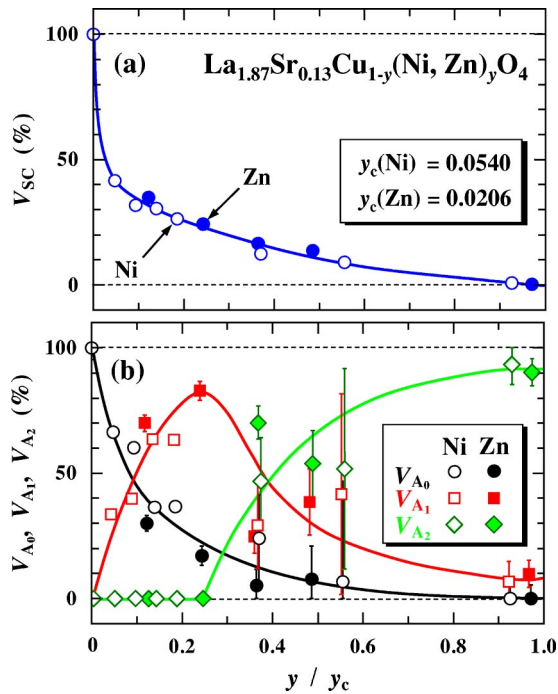 100
50
0
V_SC (%)
(a) La1.87Sr0.13Cu1-y(Ni, Zn)yO4
y_c(Ni) = 0.0540
y_c(Zn) = 0.0206
Zn
Ni
100
50
0
V_A0, V_A1, V_A2 (%)
(b)
Ni Zn
V_A0
V_A1
V_A2
0 0.2 0.4 0.6 0.8 1.0
y / y_c